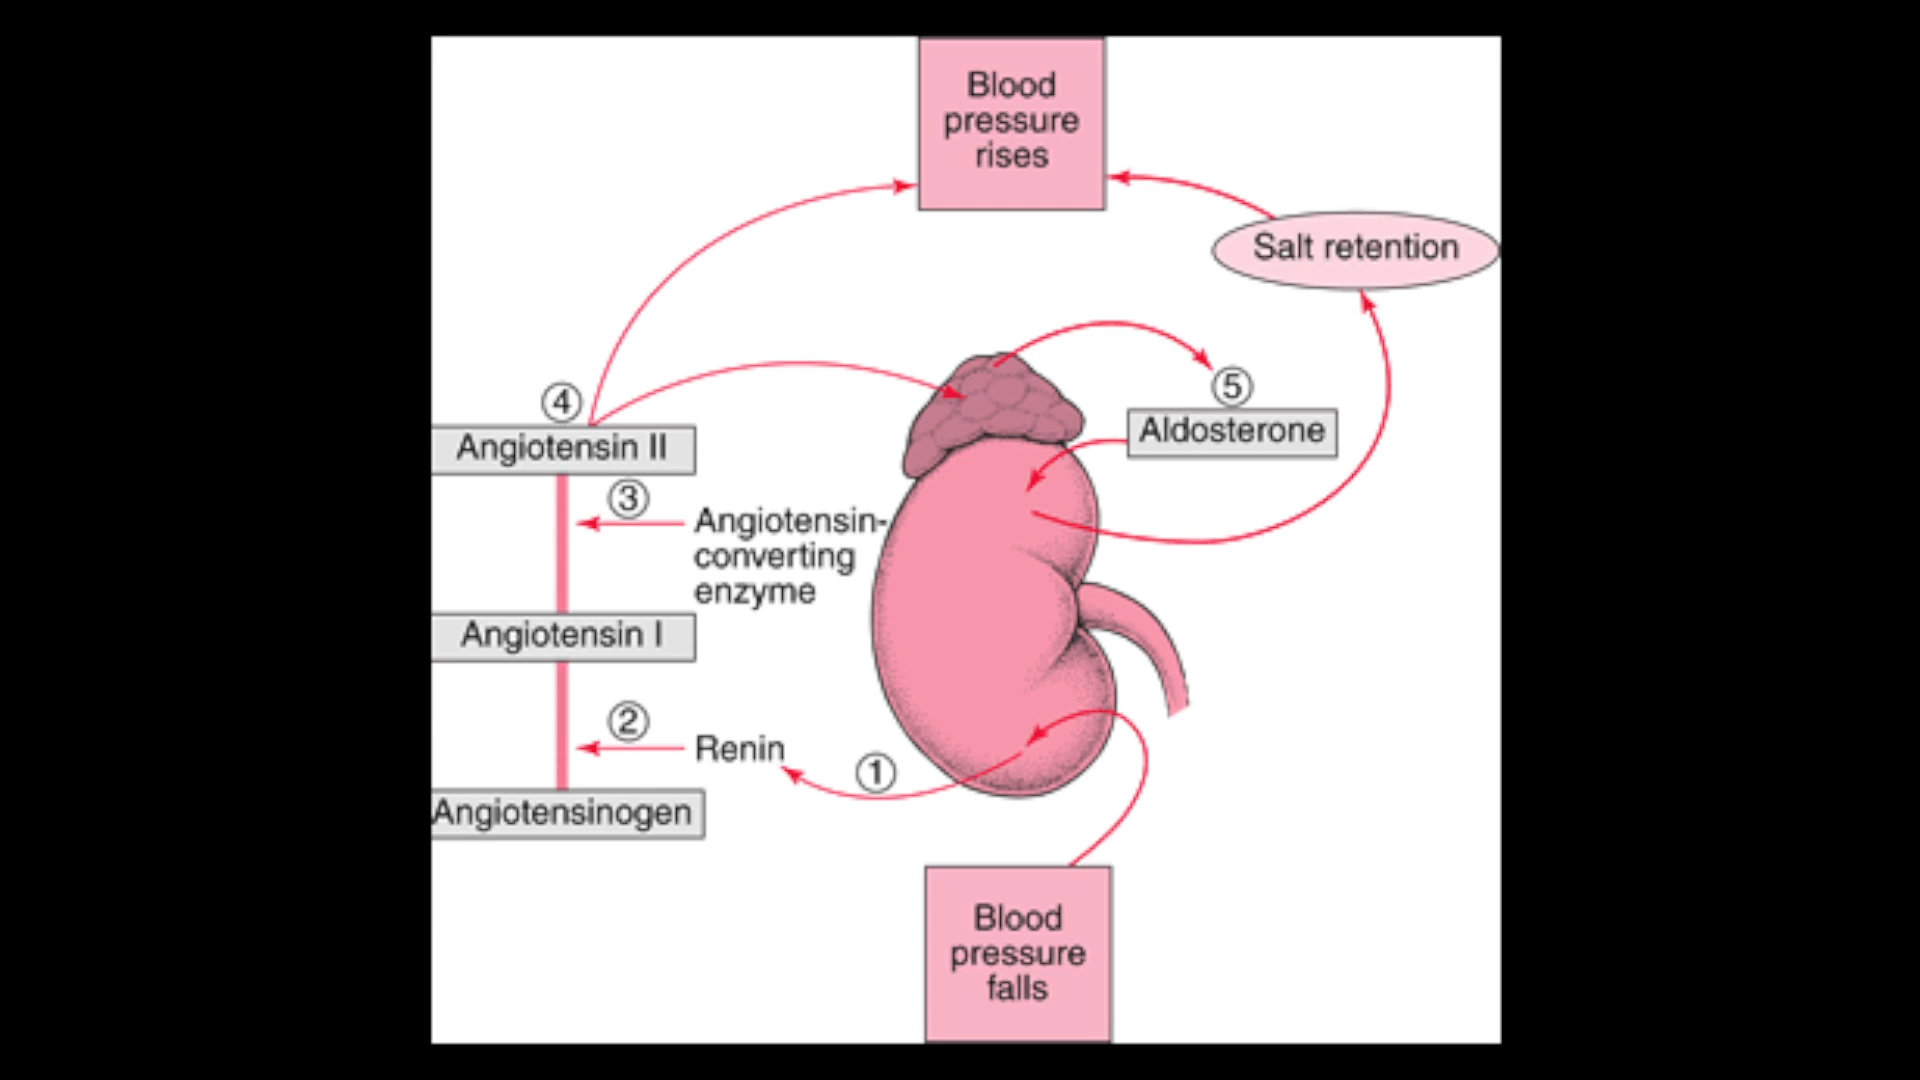 Blood
pressure
rises
Salt retention
4
5
Angiotensin II
Aldosterone
3
Angiotensin-
converting
enzyme
Angiotensin I
2
Renin
1
Angiotensinogen
Blood
pressure
falls